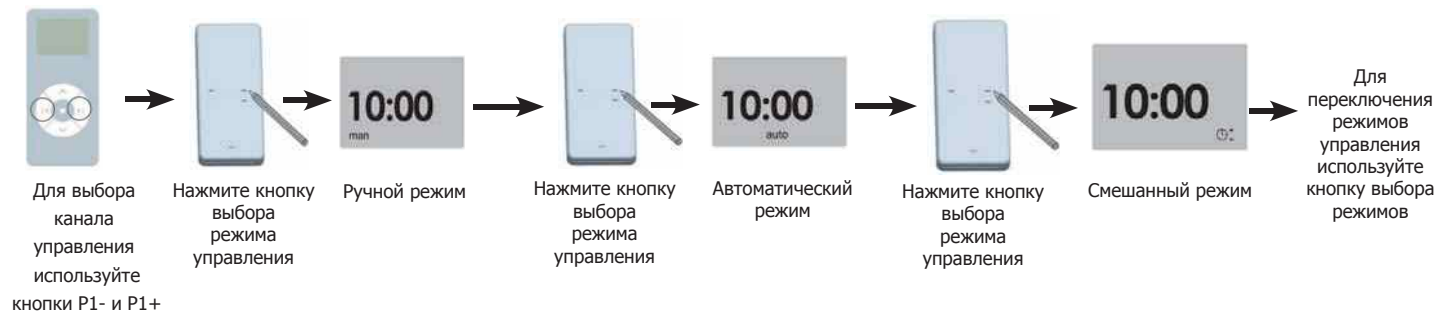 10:00
man
10:00
auto
10:00
Для выбора
канала
управления
используйте
кнопки P1- и P1+
Нажмите кнопку
выбора
режима
управления
Ручной режим
Нажмите кнопку
выбора
режима
управления
Автоматический
режим
Нажмите кнопку
выбора
режима
управления
Смешанный режим
Для
переключения
режимов
управления
используйте
кнопку выбора
режимов